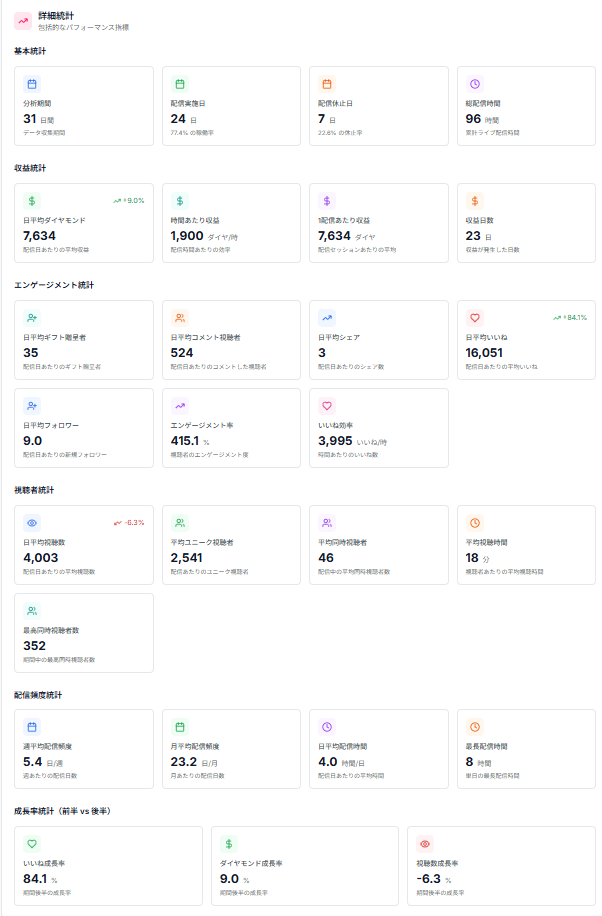 詳細統計
包括的なパフォーマンス指標
基本統計
分析期間
31 日間
データ収集期間
配信実施日
24 日
77.4% の稼働率
配信休止日
7 日
22.6% の休止率
総配信時間
96 時間
累計ライブ配信時間
収益統計
+9.0%
日平均ダイヤモンド
7,634
配信日あたりの平均収益
時間あたり収益
1,900 ダイヤ/時
配信時間あたりの効率
1配信あたり収益
7,634 ダイヤ
配信セッションあたりの平均
収益日数
23 日
収益が発生した日数
エンゲージメント統計
日平均ギフト贈呈者
35
配信日あたりのギフト贈呈者
日平均コメント視聴者
524
配信日あたりのコメントした視聴者
日平均シェア
3
配信日あたりのシェア数
+84.1%
日平均いいね
16,051
配信日あたりの平均いいね
日平均フォロワー
9.0
配信日あたりの新規フォロワー
エンゲージメント率
415.1 %
視聴者のエンゲージメント度
いいね効率
3,995 いいね/時
時間あたりのいいね数
視聴者統計
-6.3%
日平均視聴数
4,003
配信日あたりの平均視聴数
平均ユニーク視聴者
2,541
配信あたりのユニーク視聴者
平均同時視聴者
46
配信中の平均同時視聴者数
平均視聴時間
18 分
視聴者あたりの平均視聴時間
最高同時視聴者数
352
期間中の最高同時視聴者数
配信頻度統計
週平均配信頻度
5.4 日/週
週あたりの配信日数
月平均配信頻度
23.2 日/月
月あたりの配信日数
日平均配信時間
4.0 時間/日
配信日あたりの平均時間
最長配信時間
8 時間
単日の最長配信時間
成長率統計（前半 vs 後半）
いいね成長率
84.1 %
期間後半の成長率
ダイヤモンド成長率
9.0 %
期間後半の成長率
視聴数成長率
-6.3 %
期間後半の成長率